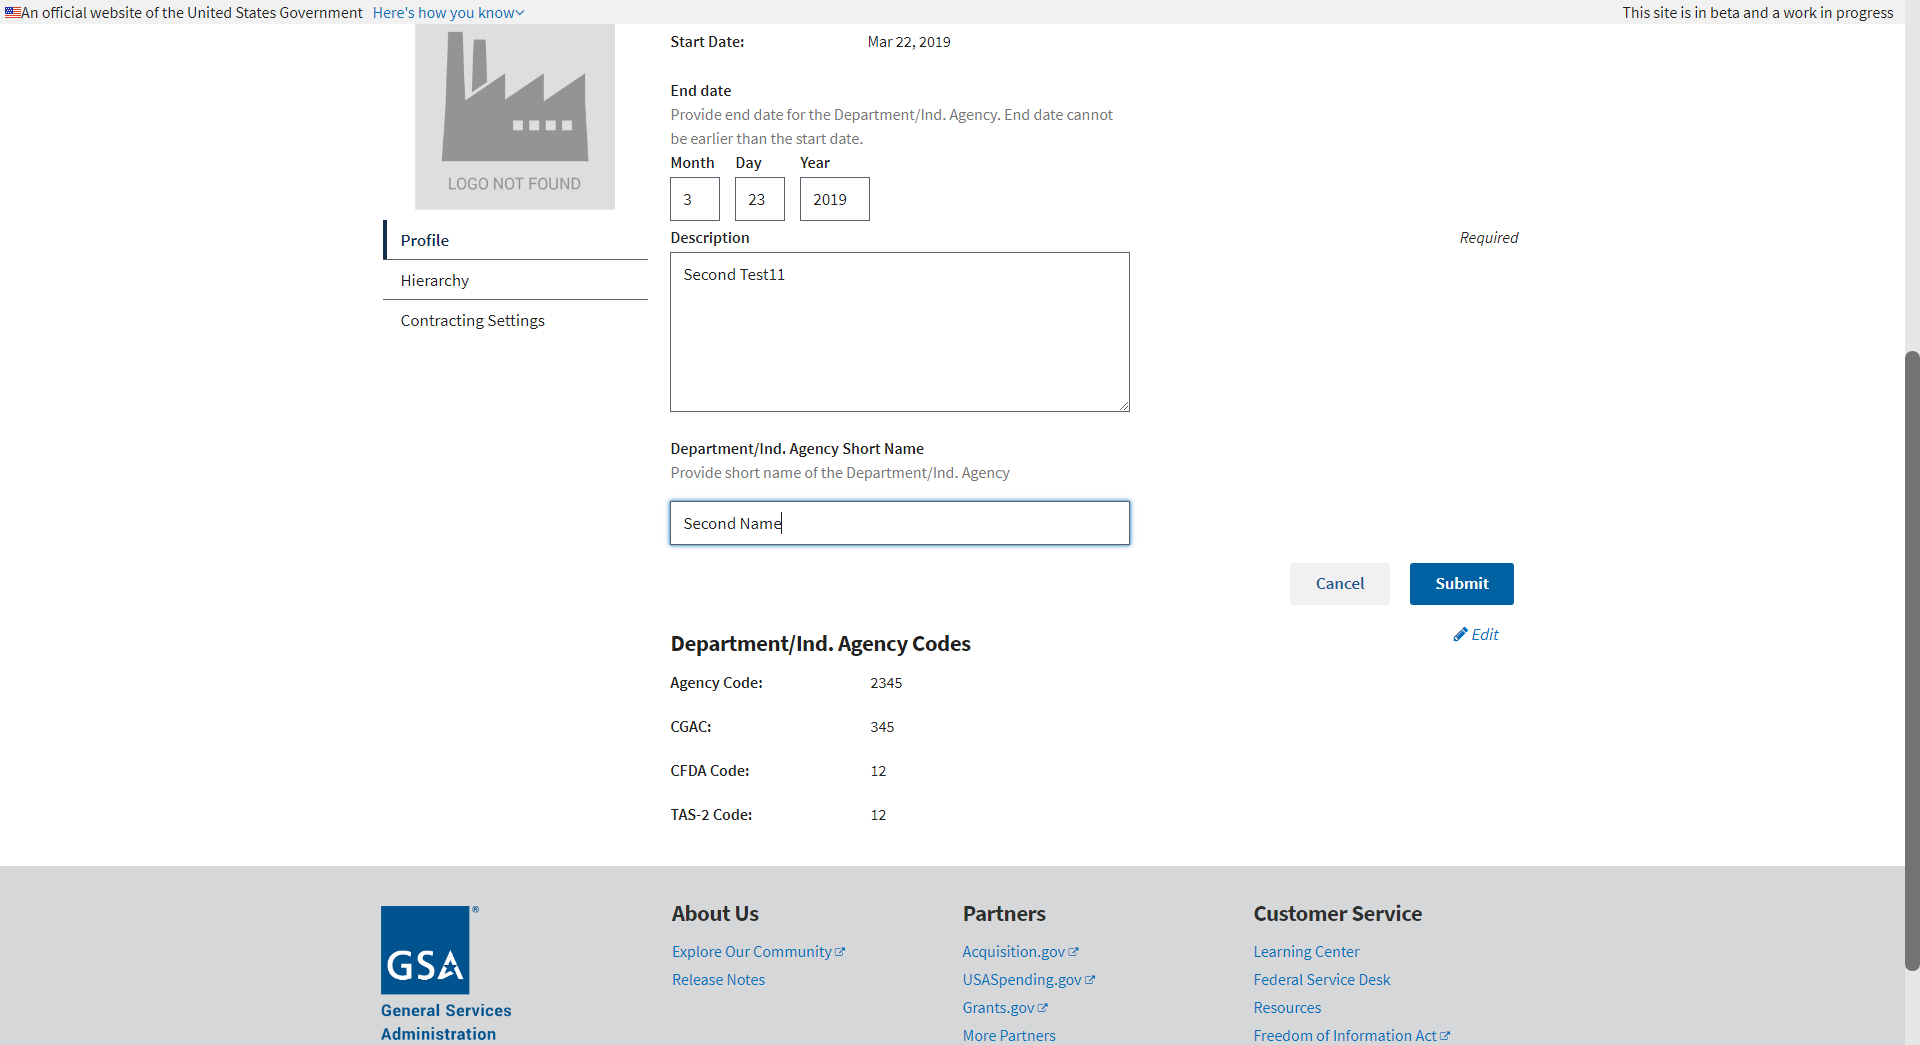 An official website of the United States Government Here's how you know
This site is in beta and a work in progress
LOGO NOT FOUND
Profile
Hierarchy
Contracting Settings
Start Date: Mar 22, 2019
End date
Provide end date for the Department/Ind. Agency. End date cannot
be earlier than the start date.
Month Day Year
3 23 2019
Description Required
Second Test11
Department/Ind. Agency Short Name
Provide short name of the Department/Ind. Agency
Second Name
Cancel Submit
Edit
Department/Ind. Agency Codes
Agency Code: 2345
CGAC: 345
CFDA Code: 12
TAS-2 Code: 12
GSA ®
General Services
Administration
About Us
Explore Our Community
Release Notes
Partners
Acquisition.gov
USASpending.gov
Grants.gov
More Partners
Customer Service
Learning Center
Federal Service Desk
Resources
Freedom of Information Act